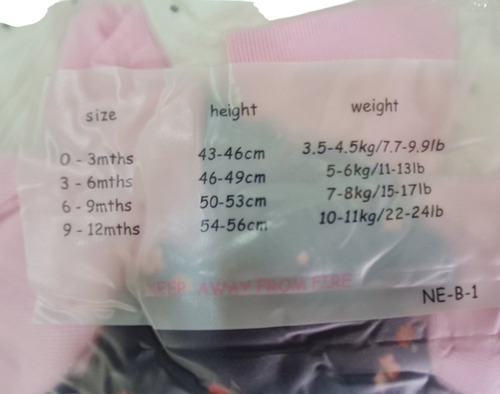 size height weight
0 - 3mths 43-46cm 3.5-4.5kg/7.7-9.9lb
3 - 6mths 46-49cm 5-6kg/11-13lb
6 - 9mths 50-53cm 7-8kg/15-17lb
9 - 12mths 54-56cm 10-11kg/22-24lb
KEEP AWAY FROM FIRE
NE-B-1